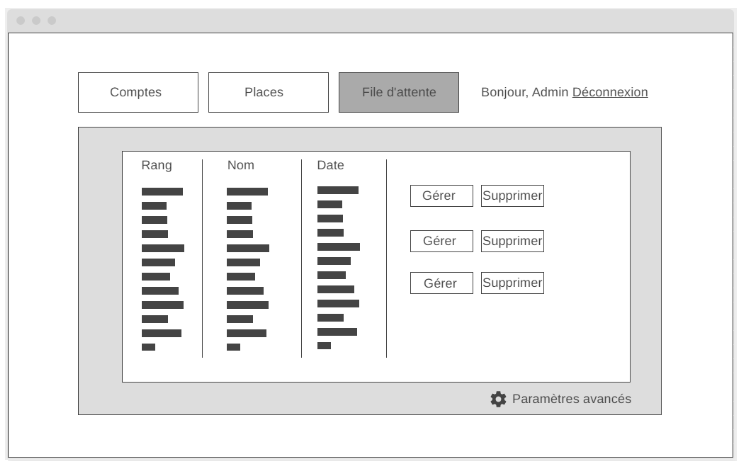 Comptes Places File d'attente Bonjour, Admin Déconnexion
Rang Nom Date
Gérer Supprimer
Gérer Supprimer
Gérer Supprimer
Paramètres avancés